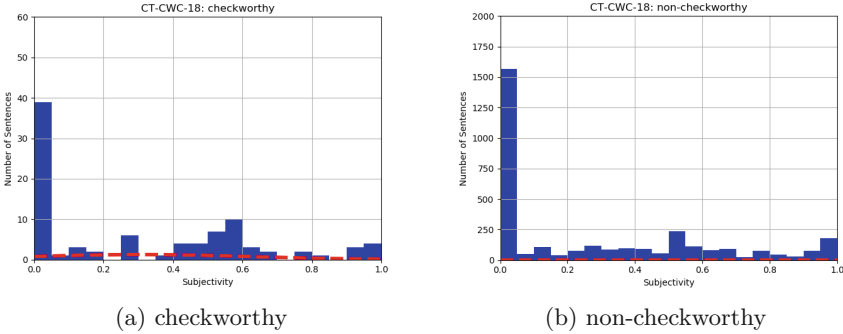 CT-CWC-18: checkworthy
60
50
40
30
20
10
0
Number of Sentences
0.0 0.2 0.4 0.6 0.8 1.0
Subjectivity
(a) checkworthy
CT-CWC-18: non-checkworthy
2000
1750
1500
1250
1000
750
500
250
0
Number of Sentences
0.0 0.2 0.4 0.6 0.8 1.0
Subjectivity
(b) non-checkworthy